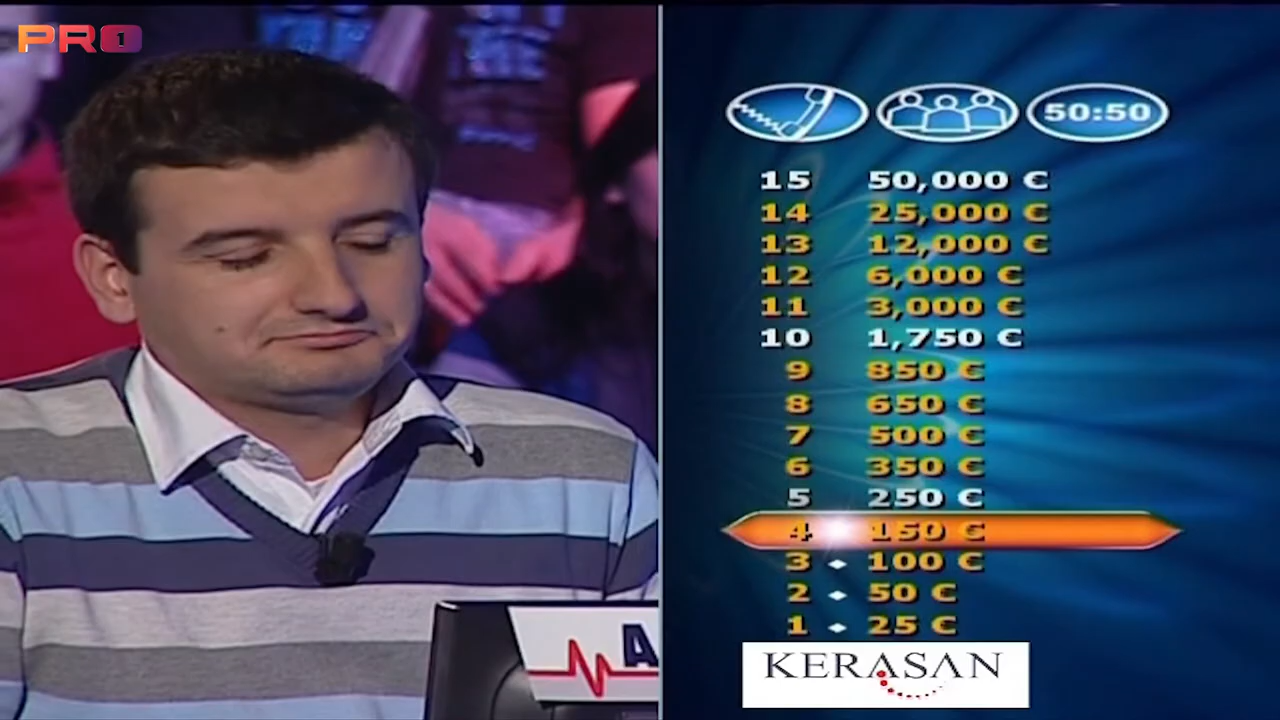 PRO1
50:50
15 50,000 €
14 25,000 €
13 12,000 €
12 6,000 €
11 3,000 €
10 1,750 €
9 850 €
8 650 €
7 500 €
6 350 €
5 250 €
4 150 €
3 100 €
2 50 €
1 25 €
A
KERASAN